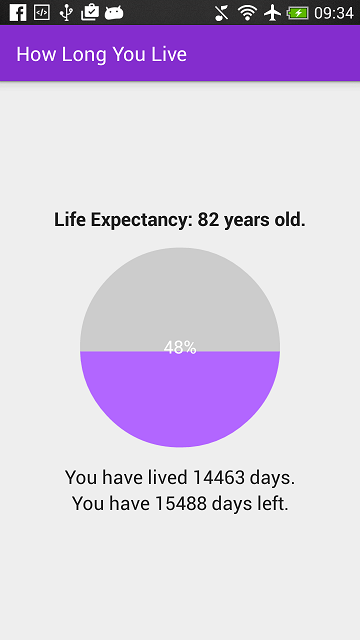 09:34
How Long You Live
Life Expectancy: 82 years old.
48%
You have lived 14463 days.
You have 15488 days left.